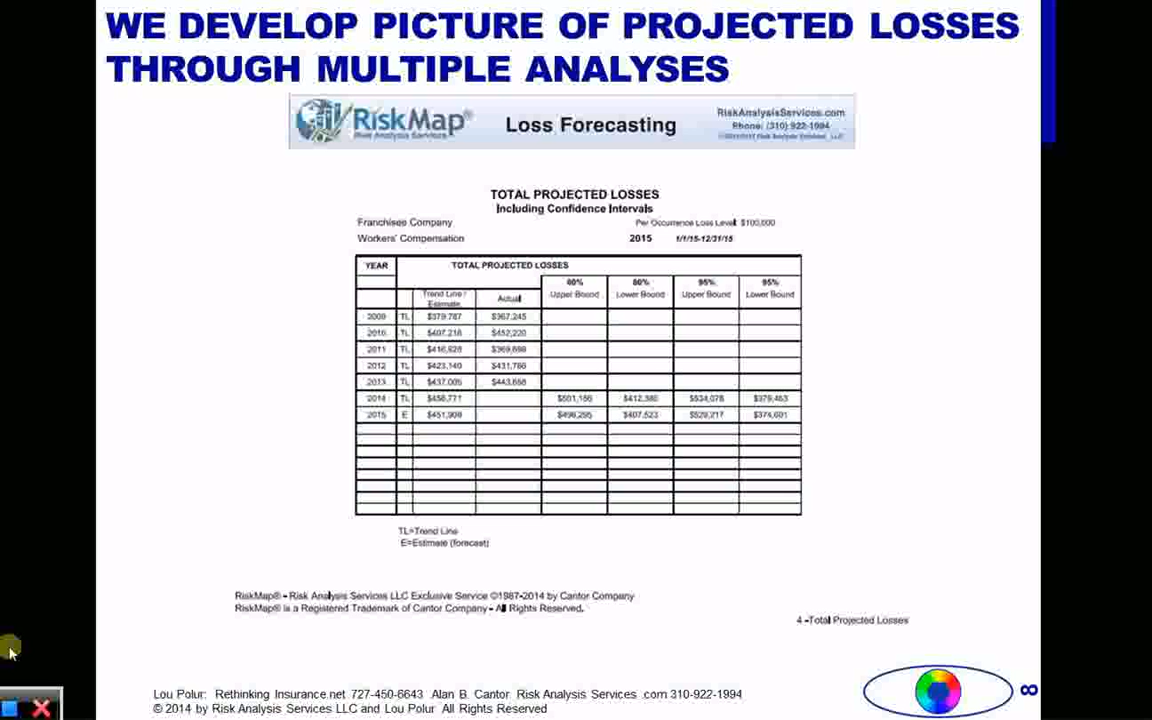 WE DEVELOP PICTURE OF PROJECTED LOSSES
THROUGH MULTIPLE ANALYSES
RiskMap®
Risk Analysis Services
Loss Forecasting
RiskAnalysisServices.com
Phone: (310) 922-1994
TOTAL PROJECTED LOSSES
Including Confidence Intervals
Franchisee Company Per Occurrence Loss Level: $100,000
Workers' Compensation 2015 1/1/15-12/31/15
YEAR TOTAL PROJECTED LOSSES
80% 80% 95% 95%
Upper Bound Lower Bound Upper Bound Lower Bound
Trend Line / Actual
Estimate
2009 TL $379,787 $367,245
2010 TL $407,218 $452,220
2011 TL $369,698
2012 TL $423,140 $431,786
2013 TL $437,005 $443,658
2014 TL $456,771 $501,156 $412,386 $534,078 $379,463
2015 E $451,909 $407,523 $529,217 $374,601
TL=Trend Line
E=Estimate (forecast)
RiskMap® - Risk Analysis Services LLC Exclusive Service ©1987-2014 by Cantor Company
RiskMap® is a Registered Trademark of Cantor Company - All Rights Reserved.
4 -Total Projected Losses
Lou Polur: Rethinking Insurance.net 727-450-6643 Alan B. Cantor Risk Analysis Services .com 310-922-1994
© 2014 by Risk Analysis Services LLC and Lou Polur All Rights Reserved
8